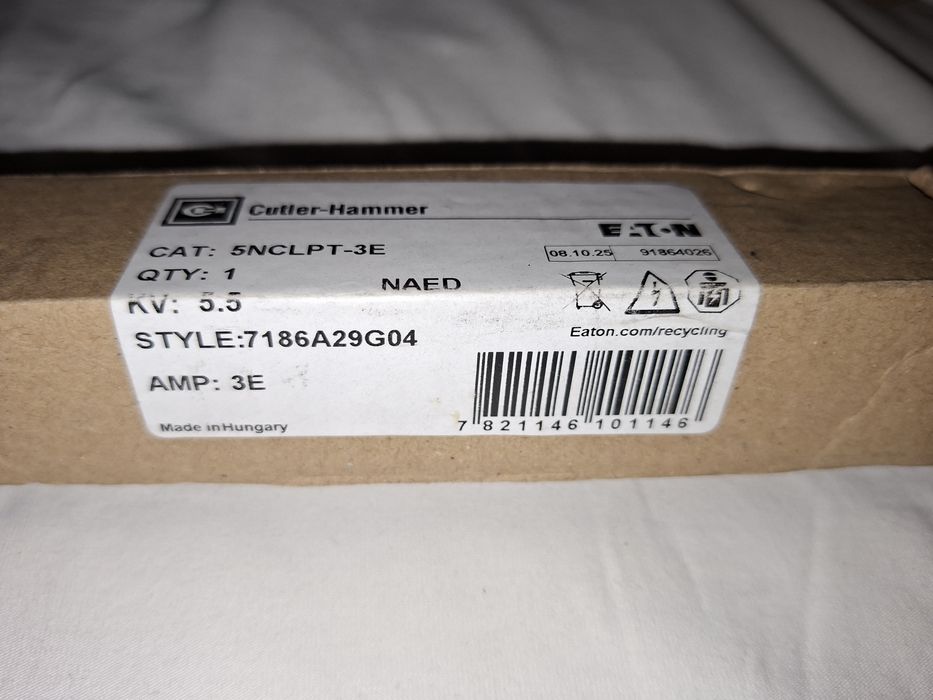 Cutler-Hammer
EATON
CAT: 5NCLPT-3E
08.10.25 91864026
QTY: 1
NAED
KV: 5.5
Eaton.com/recycling
STYLE:7186A29G04
AMP: 3E
Made in Hungary
7 821146 101146